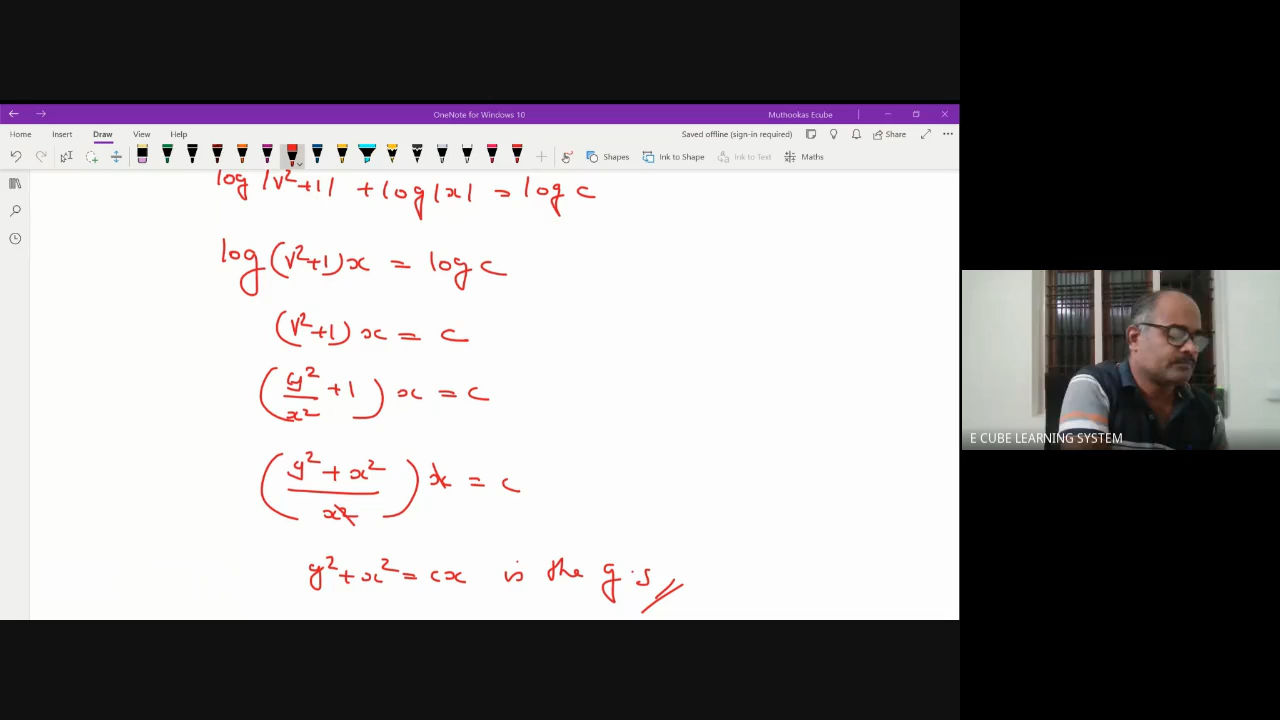 OneNote for Windows 10
Muthookas Ecube
Home Insert Draw View Help
Saved offline (sign-in required) Share
Shapes Ink to Shape Ink to Text Maths
log |v²+1| + log|x| = log c
log (v²+1)x = log c
(v²+1) x = c
(y²/x² + 1) x = c
(y² + x²/x²) x = c
y² + x² = cx is the g.s
E CUBE LEARNING SYSTEM